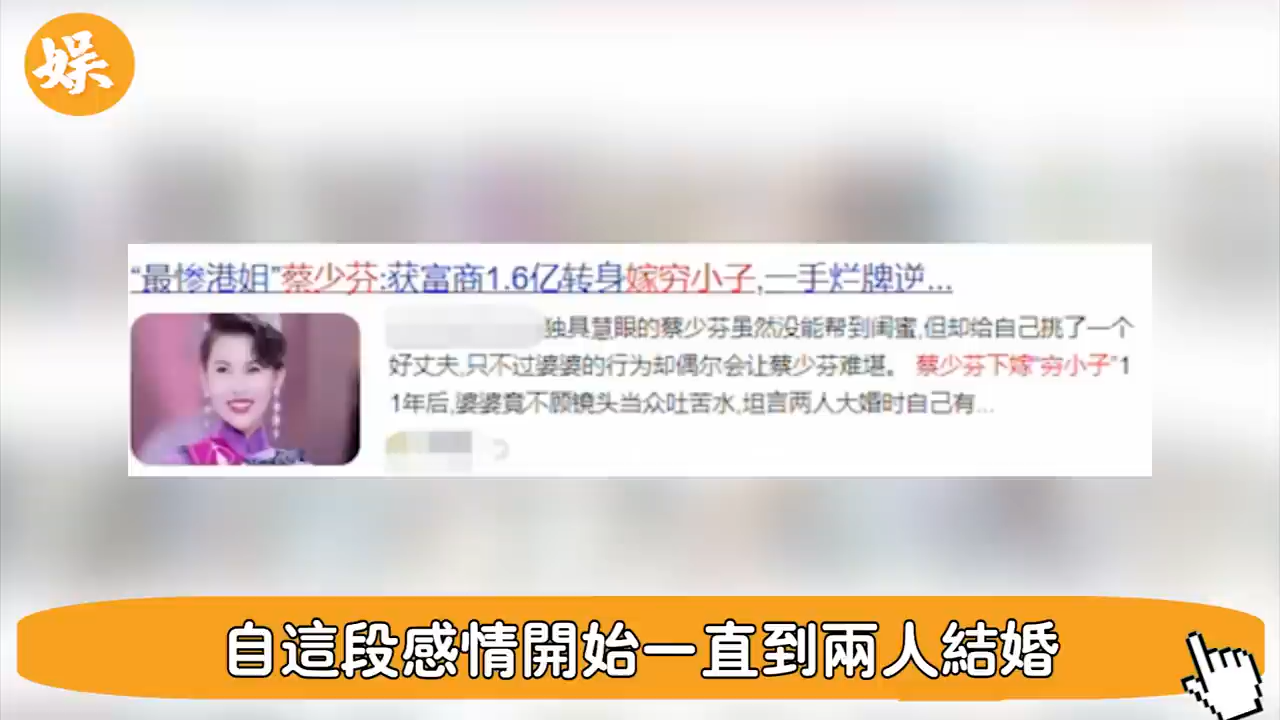 娱
“最惨港姐”蔡少芬:获富商1.6亿转身嫁穷小子,一手烂牌逆...
独具慧眼的蔡少芬虽然没能帮到闺蜜,但却给自己挑了一个
好丈夫,只不过婆婆的行为却偶尔会让蔡少芬难堪。 蔡少芬下嫁“穷小子”1
1年后,婆婆竟不顾镜头当众吐苦水,坦言两人大婚时自己有...
自這段感情開始一直到兩人結婚